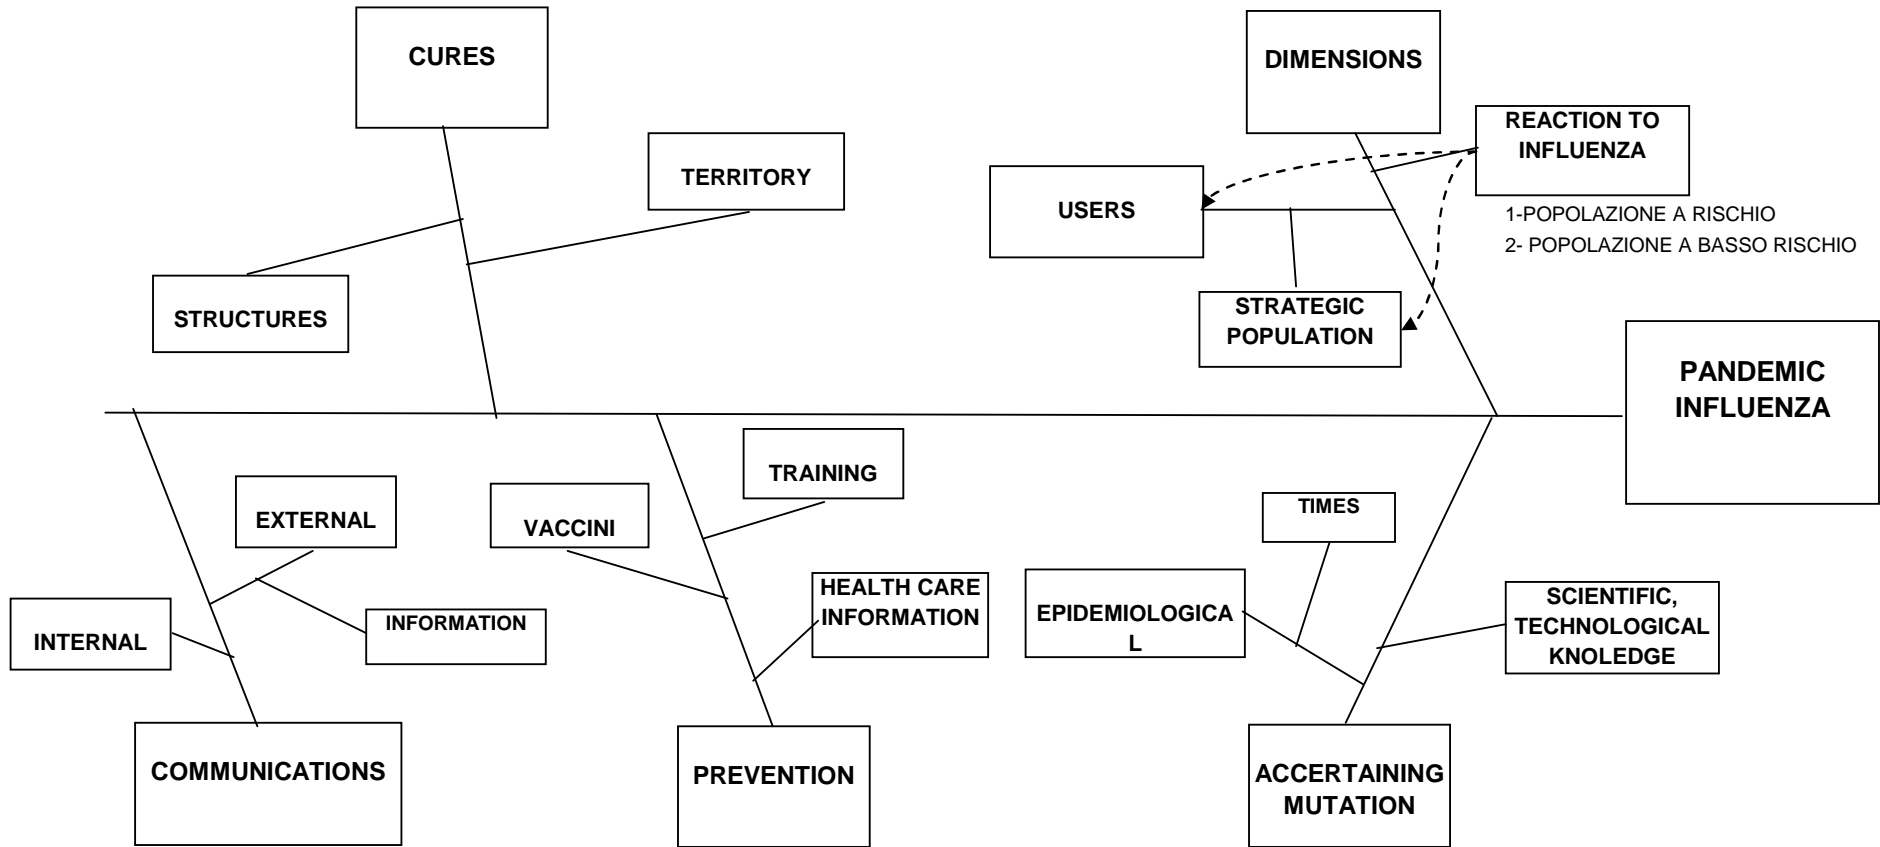 CURES
DIMENSIONS
REACTION TO
INFLUENZA
TERRITORY
USERS
1-POPOLAZIONE A RISCHIO
2- POPOLAZIONE A BASSO RISCHIO
STRUCTURES
STRATEGIC
POPULATION
PANDEMIC
INFLUENZA
TRAINING
EXTERNAL
VACCINI
TIMES
HEALTH CARE
INFORMATION
EPIDEMIOLOGICA
L
SCIENTIFIC,
TECHNOLOGICAL
KNOLEDGE
INTERNAL
INFORMATION
COMMUNICATIONS
PREVENTION
ACCERTAINING
MUTATION